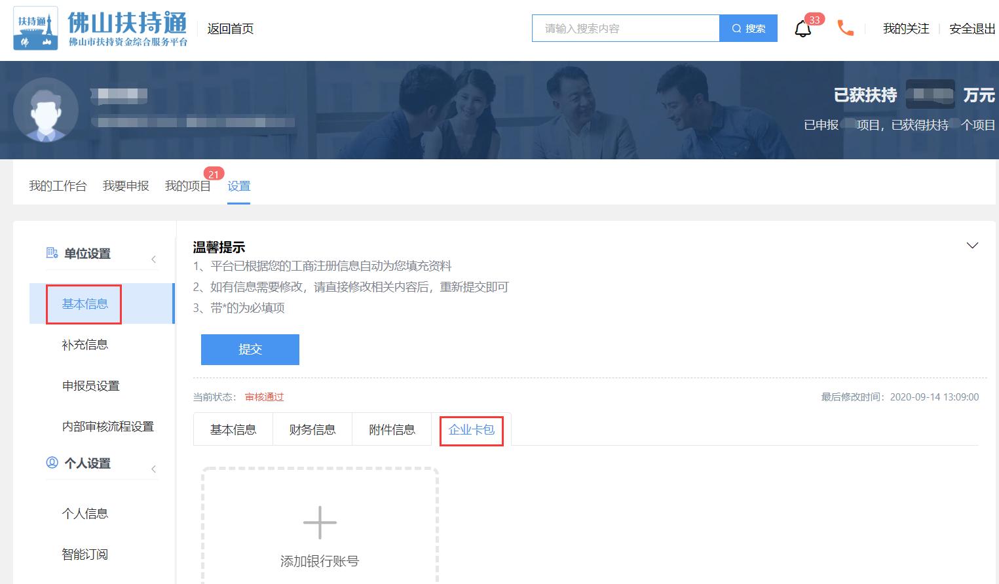 扶持通
佛山
佛山扶持通
佛山市扶持资金综合服务平台
返回首页
请输入搜索内容
搜索
33
我的关注
安全退出
已获扶持 万元
已申报 项目，已获得扶持 个项目
我的工作台
我要申报
我的项目
21
设置
单位设置
基本信息
补充信息
申报员设置
内部审核流程设置
个人设置
个人信息
智能订阅
温馨提示
1、平台已根据您的工商注册信息自动为您填充资料
2、如有信息需要修改，请直接修改相关内容后，重新提交即可
3、带*的为必填项
提交
当前状态： 审核通过
最后修改时间：2020-09-14 13:09:00
基本信息
财务信息
附件信息
企业卡包
添加银行账号